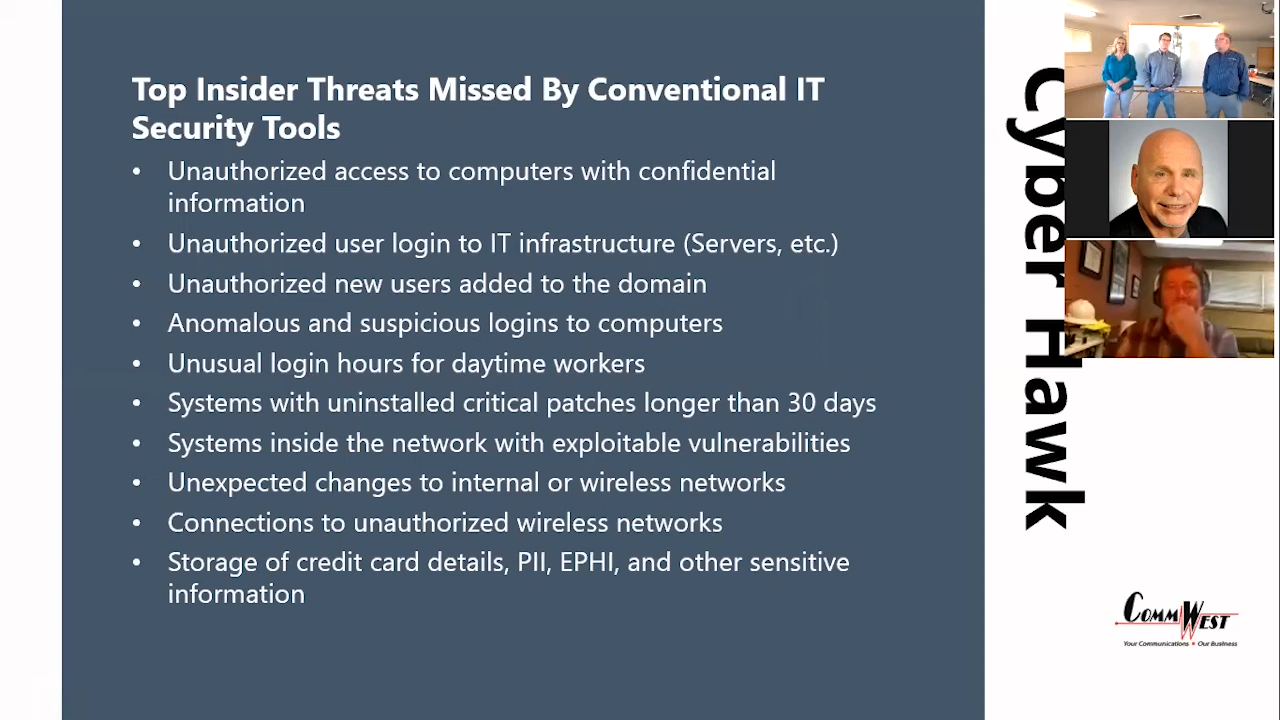 Top Insider Threats Missed By Conventional IT
Security Tools
• Unauthorized access to computers with confidential
information
• Unauthorized user login to IT infrastructure (Servers, etc.)
• Unauthorized new users added to the domain
• Anomalous and suspicious logins to computers
• Unusual login hours for daytime workers
• Systems with uninstalled critical patches longer than 30 days
• Systems inside the network with exploitable vulnerabilities
• Unexpected changes to internal or wireless networks
• Connections to unauthorized wireless networks
• Storage of credit card details, PII, EPHI, and other sensitive
information
Cyber Hawk
COMMWEST
Your Communications • Our Business